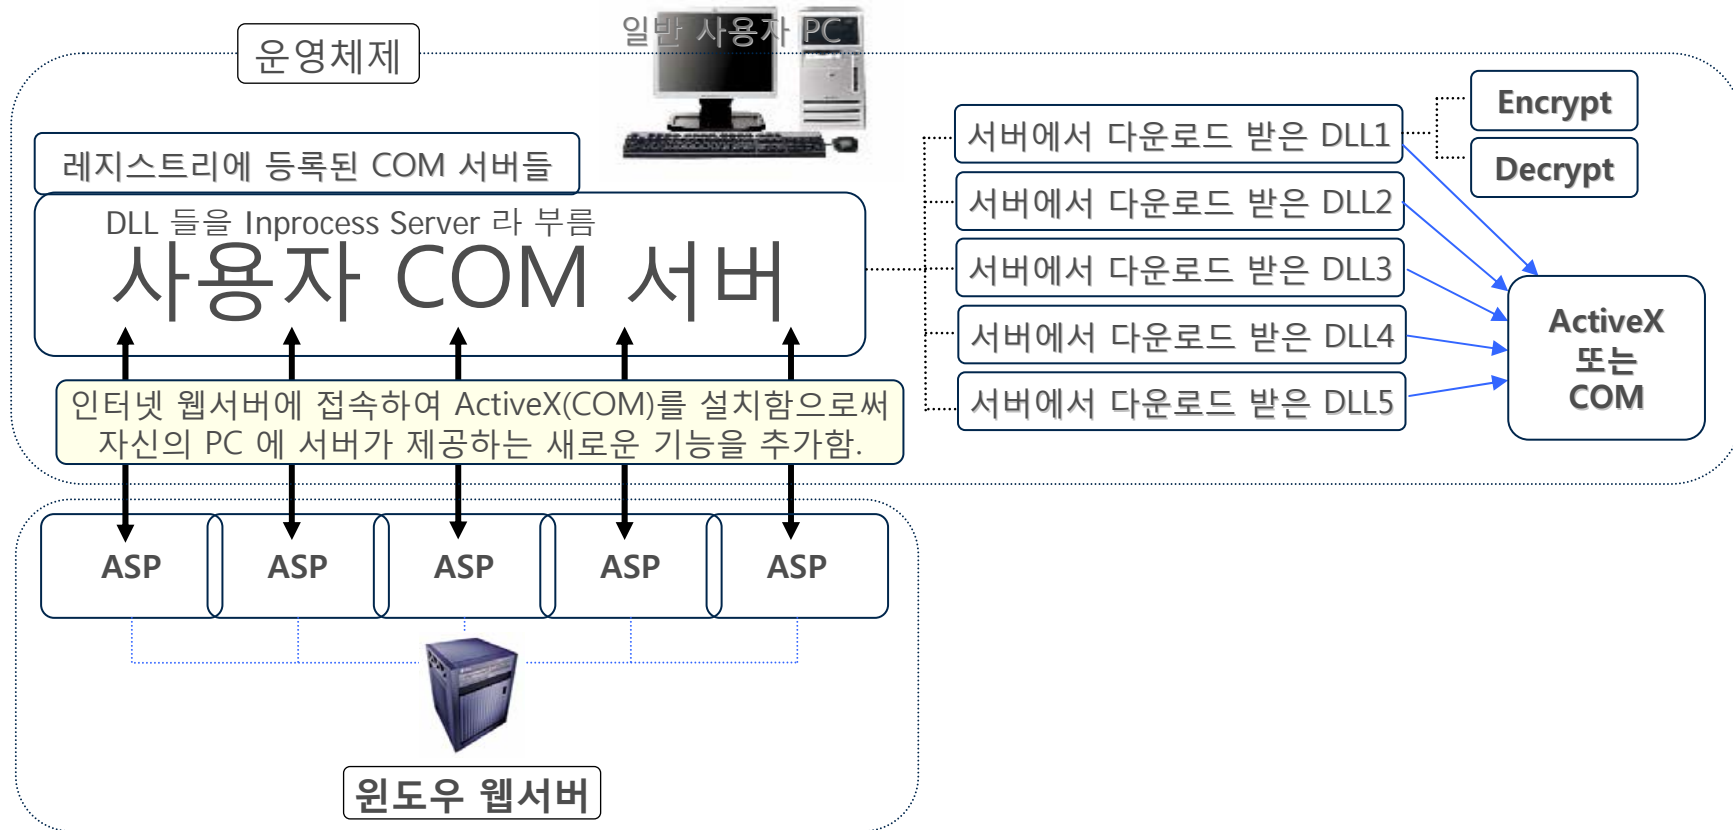 일반 사용자 PC
운영체제
레지스트리에 등록된 COM 서버들
DLL 들을 Inprocess Server 라 부름
사용자 COM 서버
인터넷 웹서버에 접속하여 ActiveX(COM)를 설치함으로써
자신의 PC 에 서버가 제공하는 새로운 기능을 추가함.
서버에서 다운로드 받은 DLL1
서버에서 다운로드 받은 DLL2
서버에서 다운로드 받은 DLL3
서버에서 다운로드 받은 DLL4
서버에서 다운로드 받은 DLL5
Encrypt
Decrypt
ActiveX
또는
COM
ASP
ASP
ASP
ASP
ASP
윈도우 웹서버